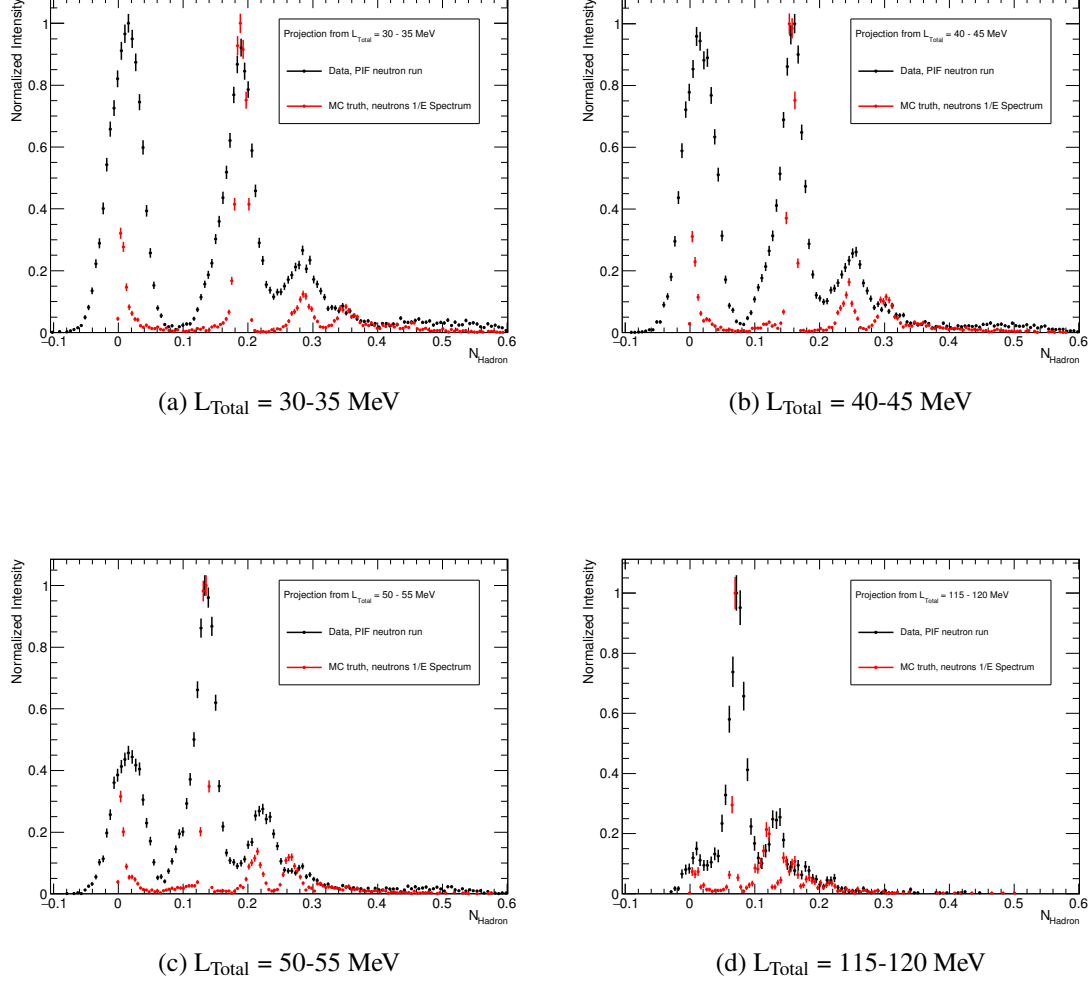 Normalized Intensity
1
0.8
0.6
0.4
0.2
0
−0.1 0 0.1 0.2 0.3 0.4 0.5 0.6
N_Hadron
Projection from L_Total = 30 - 35 MeV
Data, PIF neutron run
MC truth, neutrons 1/E Spectrum
(a) L_Total = 30-35 MeV
Normalized Intensity
1
0.8
0.6
0.4
0.2
0
−0.1 0 0.1 0.2 0.3 0.4 0.5 0.6
N_Hadron
Projection from L_Total = 40 - 45 MeV
Data, PIF neutron run
MC truth, neutrons 1/E Spectrum
(b) L_Total = 40-45 MeV
Normalized Intensity
1
0.8
0.6
0.4
0.2
0
−0.1 0 0.1 0.2 0.3 0.4 0.5 0.6
N_Hadron
Projection from L_Total = 50 - 55 MeV
Data, PIF neutron run
MC truth, neutrons 1/E Spectrum
(c) L_Total = 50-55 MeV
Normalized Intensity
1
0.8
0.6
0.4
0.2
0
−0.1 0 0.1 0.2 0.3 0.4 0.5 0.6
N_Hadron
Projection from L_Total = 115 - 120 MeV
Data, PIF neutron run
MC truth, neutrons 1/E Spectrum
(d) L_Total = 115-120 MeV